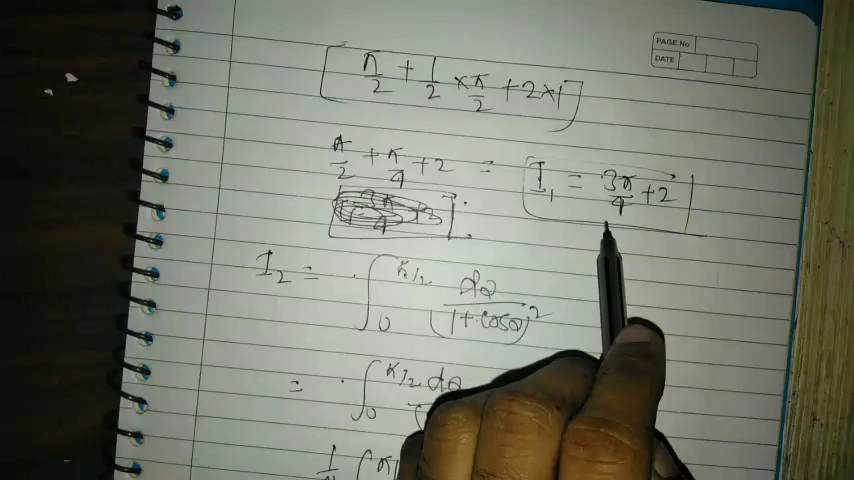 PAGE No
DATE
[π/2 + 1/2 × π/2 + 2×1]
π/2 + π/4 + 2 = I₁ = 3π/4 + 2
I₂ = ∫₀^(π/2) dθ/(1+cosθ)²
= ∫₀^(π/2) dθ